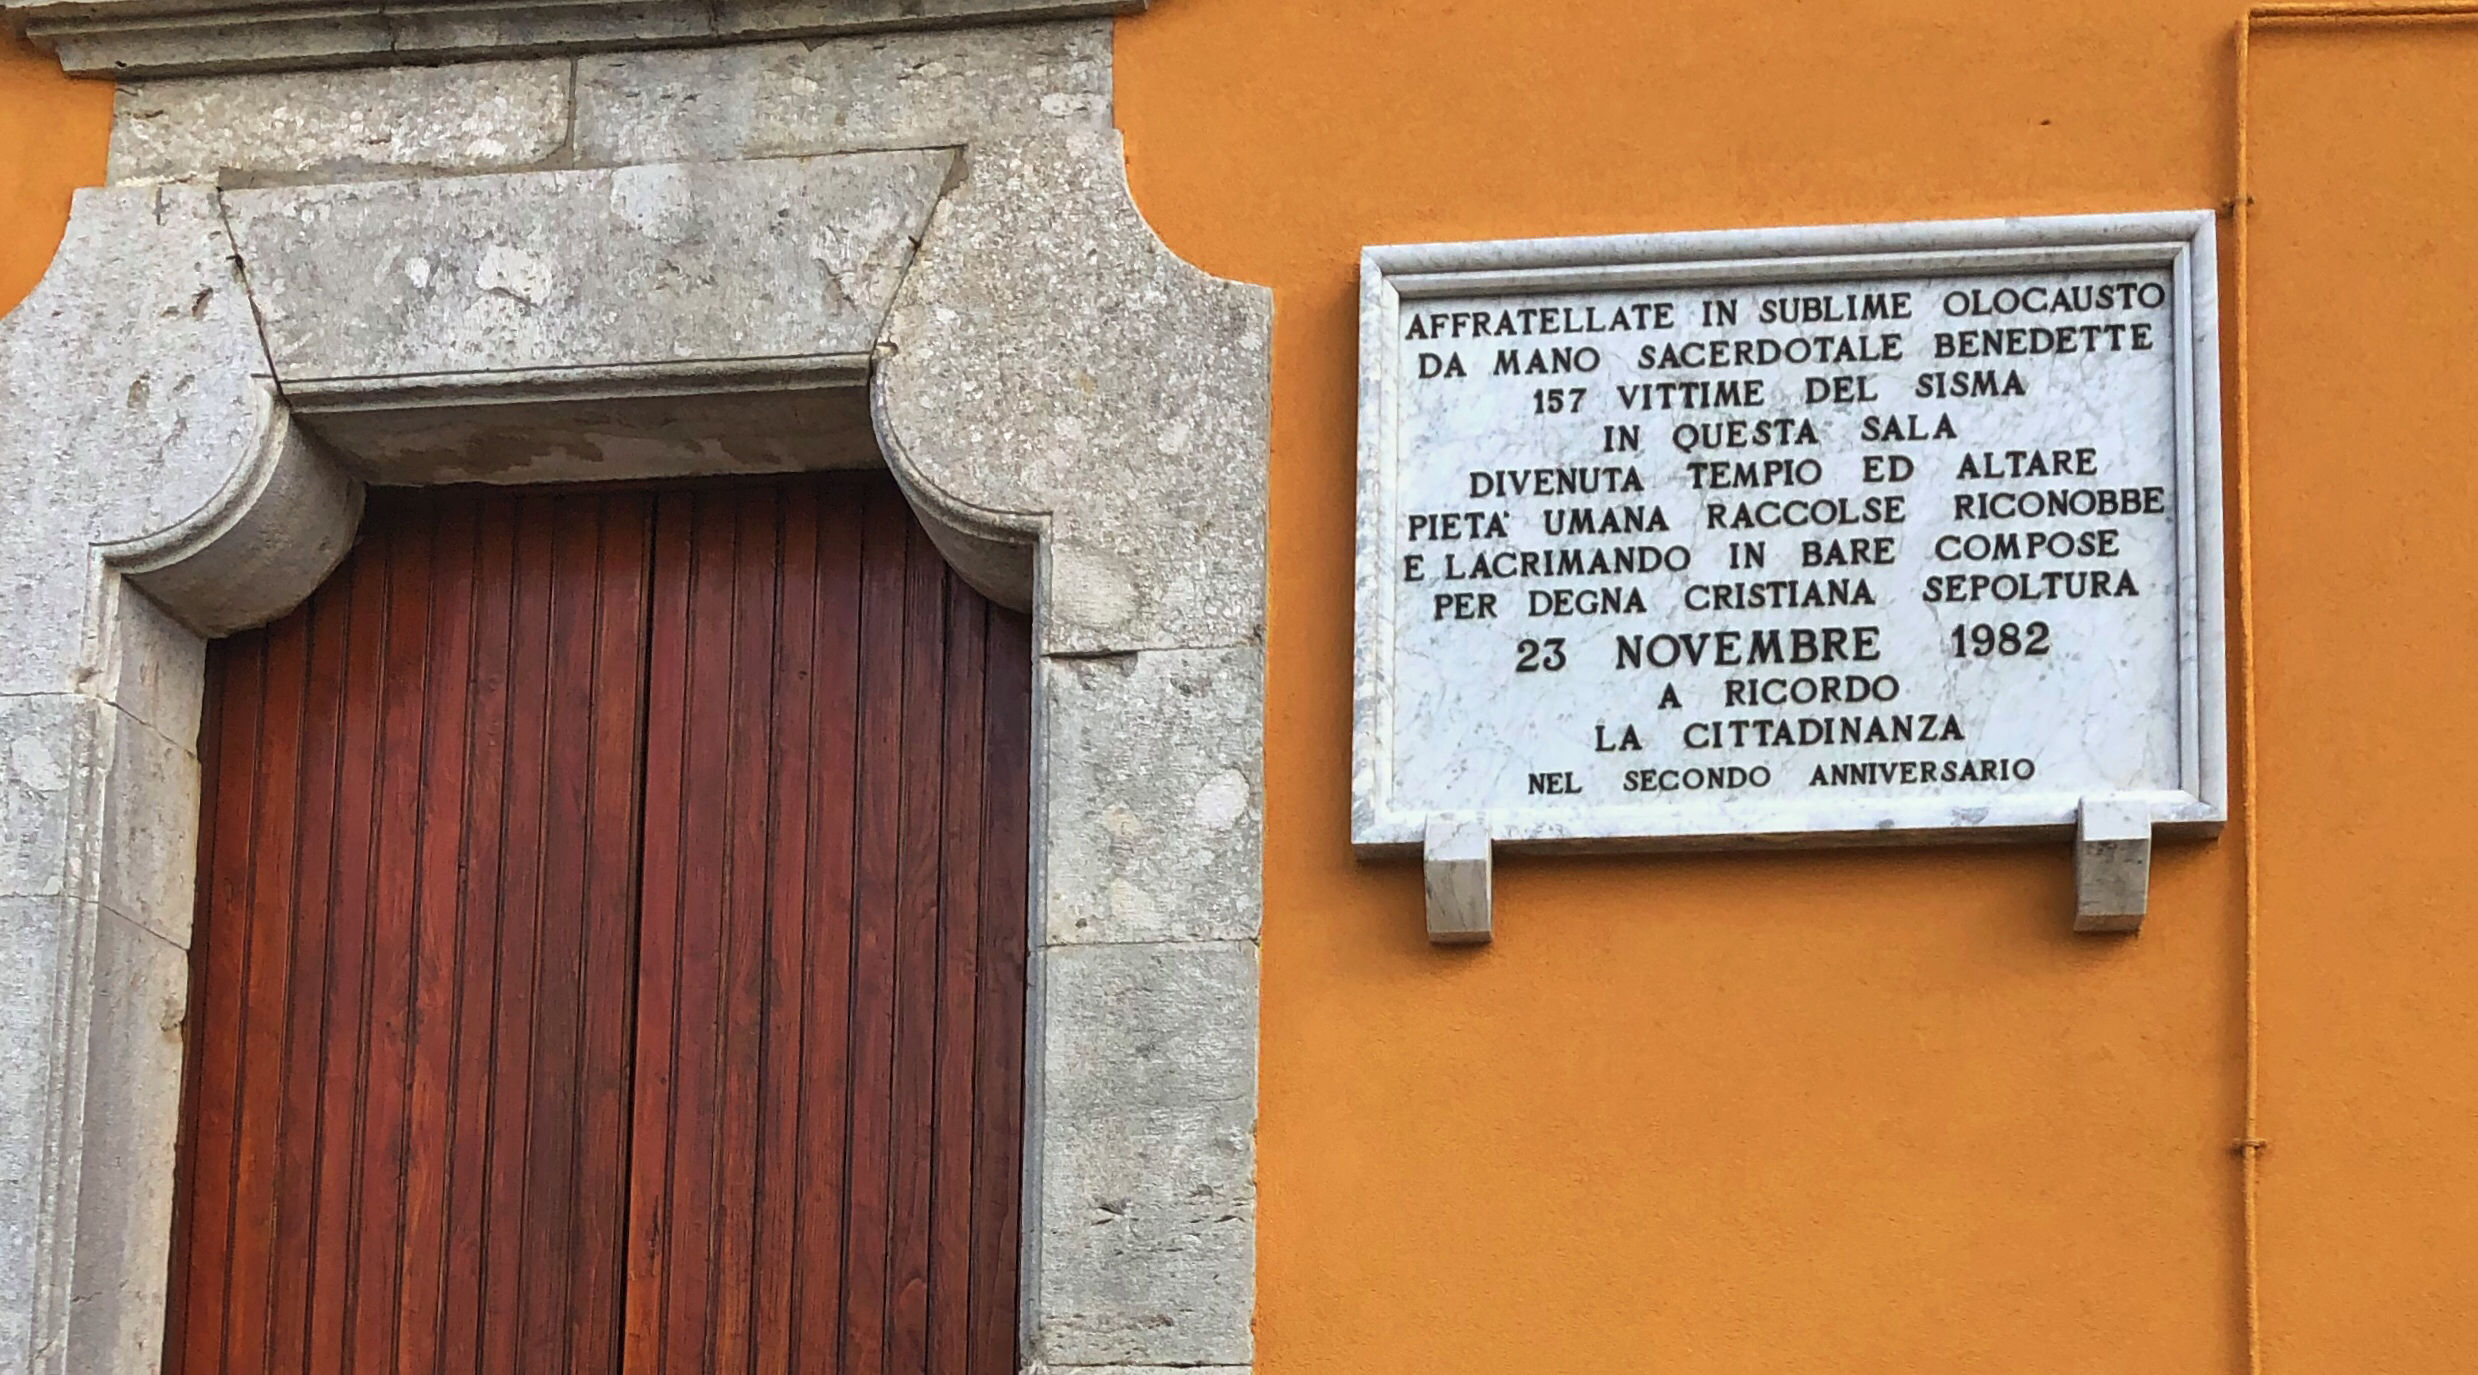 AFFRATELLATE IN SUBLIME OLOCAUSTO
DA MANO SACERDOTALE BENEDETTE
157 VITTIME DEL SISMA
IN QUESTA SALA
DIVENUTA TEMPIO ED ALTARE
PIETA' UMANA RACCOLSE RICONOBBE
E LACRIMANDO IN BARE COMPOSE
PER DEGNA CRISTIANA SEPOLTURA
23 NOVEMBRE 1982
A RICORDO
LA CITTADINANZA
NEL SECONDO ANNIVERSARIO